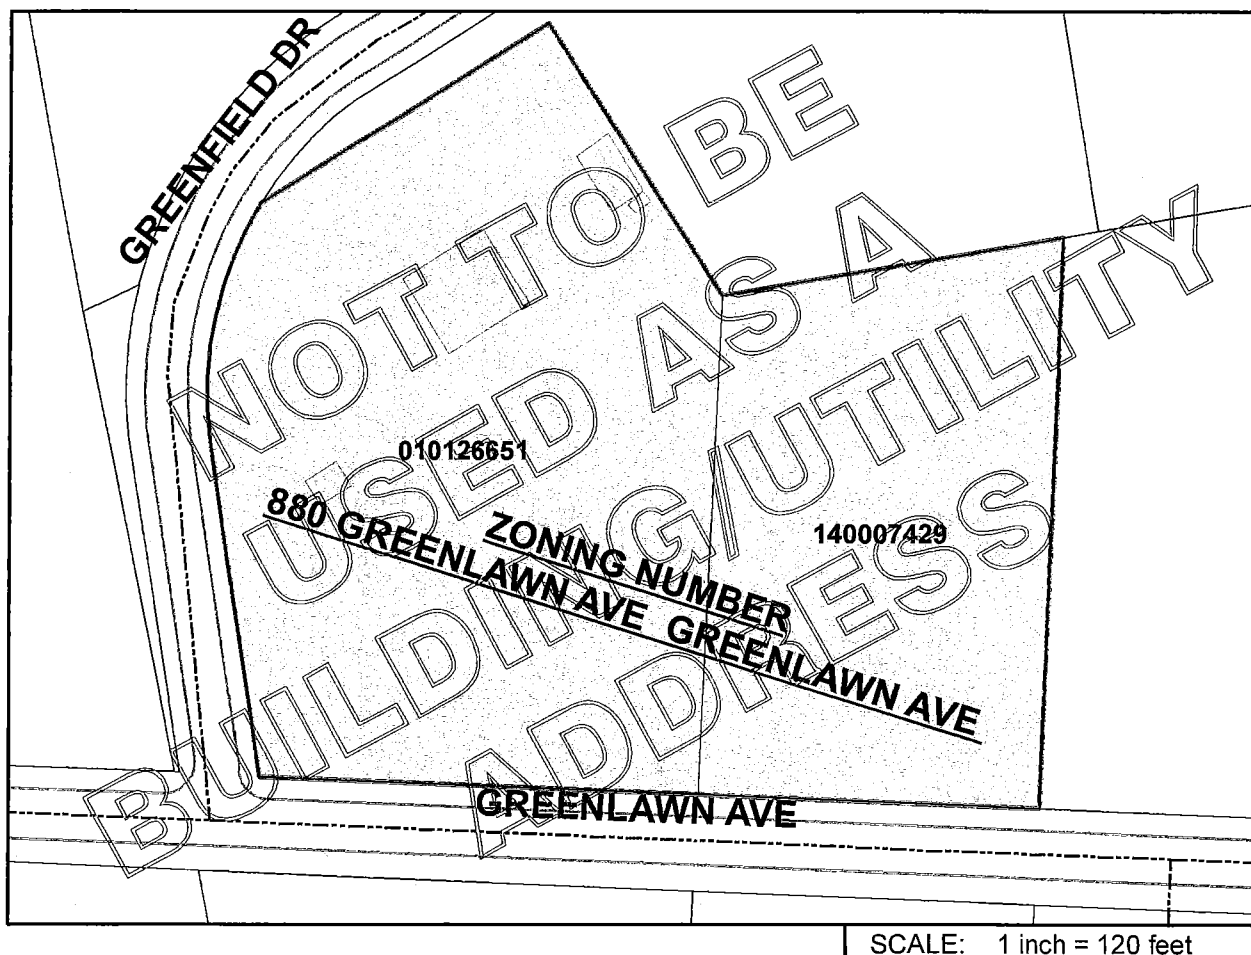 GREENFIELD DR
NOT TO BE
USED AS A
BUILDING/UTILITY
ADDRESS
010126651
140007429
ZONING NUMBER
880 GREENLAWN AVE GREENLAWN AVE
GREENLAWN AVE
SCALE: 1 inch = 120 feet